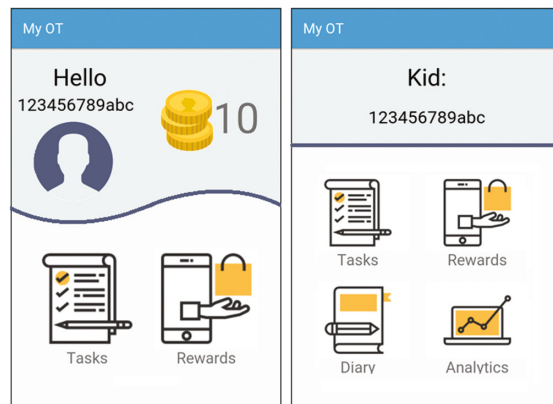 My OT
Hello
123456789abc
10
Tasks
Rewards
My OT
Kid:
123456789abc
Tasks
Rewards
Diary
Analytics